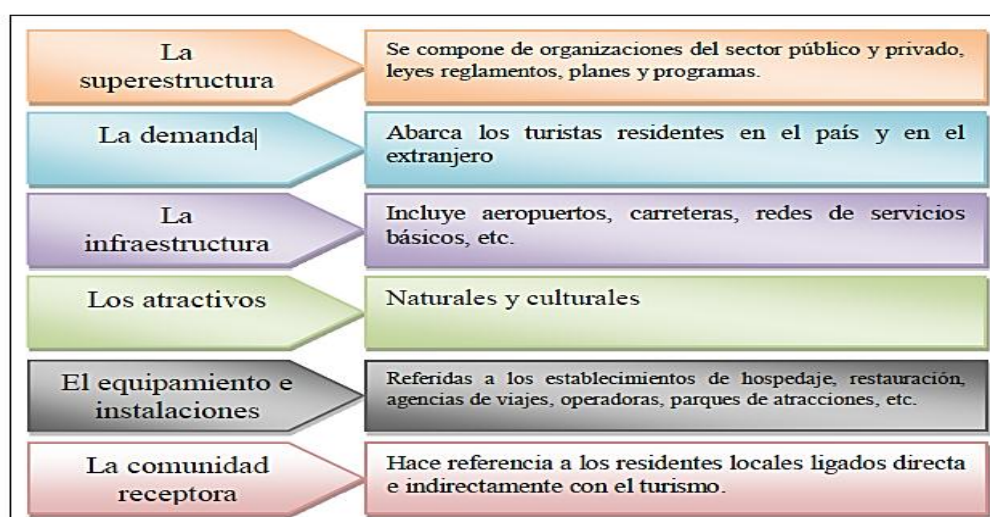 La
superestructura
Se compone de organizaciones del sector público y privado,
leyes reglamentos, planes y programas.
La demanda
Abarca los turistas residentes en el país y en el
extranjero
La
infraestructura
Incluye aeropuertos, carreteras, redes de servicios
básicos, etc.
Los atractivos
Naturales y culturales
El equipamiento e
instalaciones
Referidas a los establecimientos de hospedaje, restauración,
agencias de viajes, operadoras, parques de atracciones, etc.
La comunidad
receptora
Hace referencia a los residentes locales ligados directa
e indirectamente con el turismo.